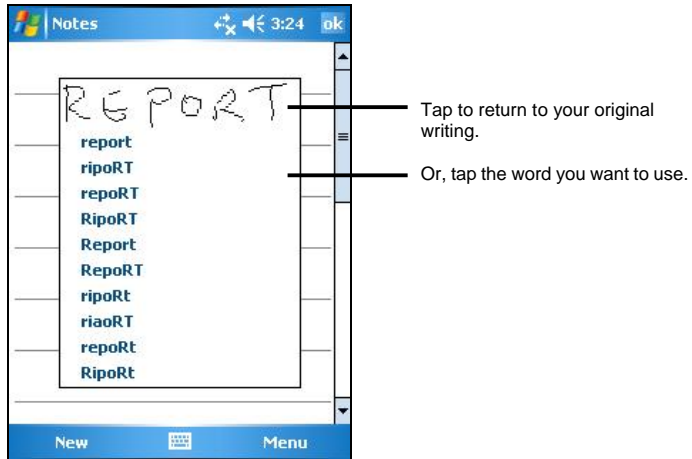 Notes 3:24 ok
REPORT
report
ripoRT
repoRT
RipoRT
Report
RepoRT
ripoRt
riaoRT
repoRt
RipoRt
New Menu
Tap to return to your original
writing.
Or, tap the word you want to use.